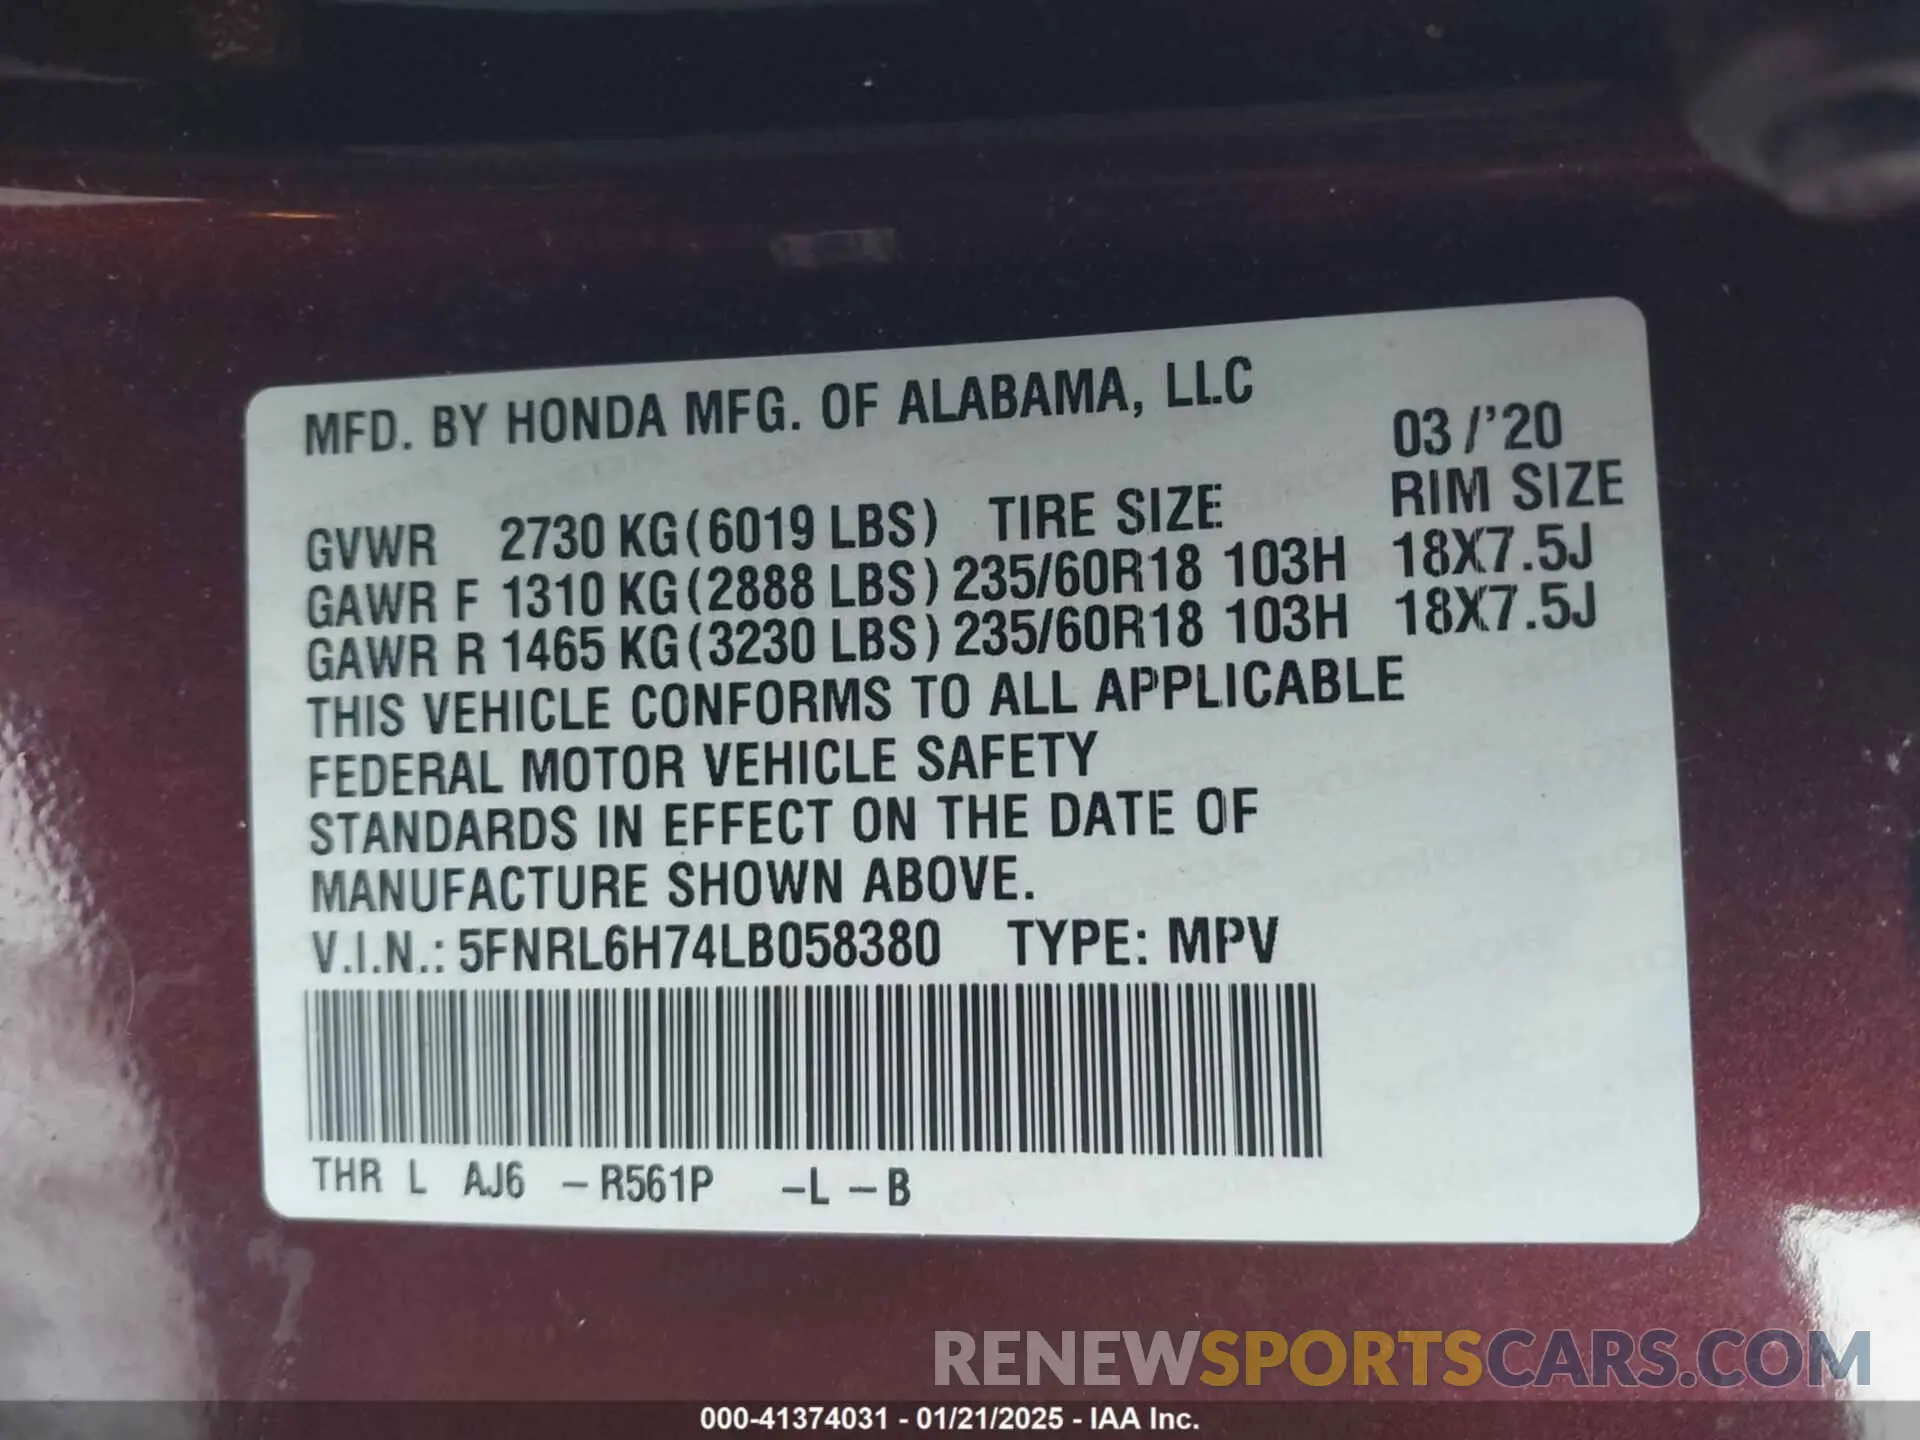 MFD. BY HONDA MFG. OF ALABAMA, LLC
03 /'20
GVWR 2730 KG (6019 LBS) TIRE SIZE RIM SIZE
GAWR F 1310 KG (2888 LBS) 235/60R18 103H 18X7.5J
GAWR R 1465 KG (3230 LBS) 235/60R18 103H 18X7.5J
THIS VEHICLE CONFORMS TO ALL APPLICABLE
FEDERAL MOTOR VEHICLE SAFETY
STANDARDS IN EFFECT ON THE DATE OF
MANUFACTURE SHOWN ABOVE.
V.I.N.: 5FNRL6H74LB058380 TYPE: MPV
THR L AJ6 – R561P –L – B
RENEWSPORTSCARS.COM
000-41374031 - 01/21/2025 - IAA Inc.